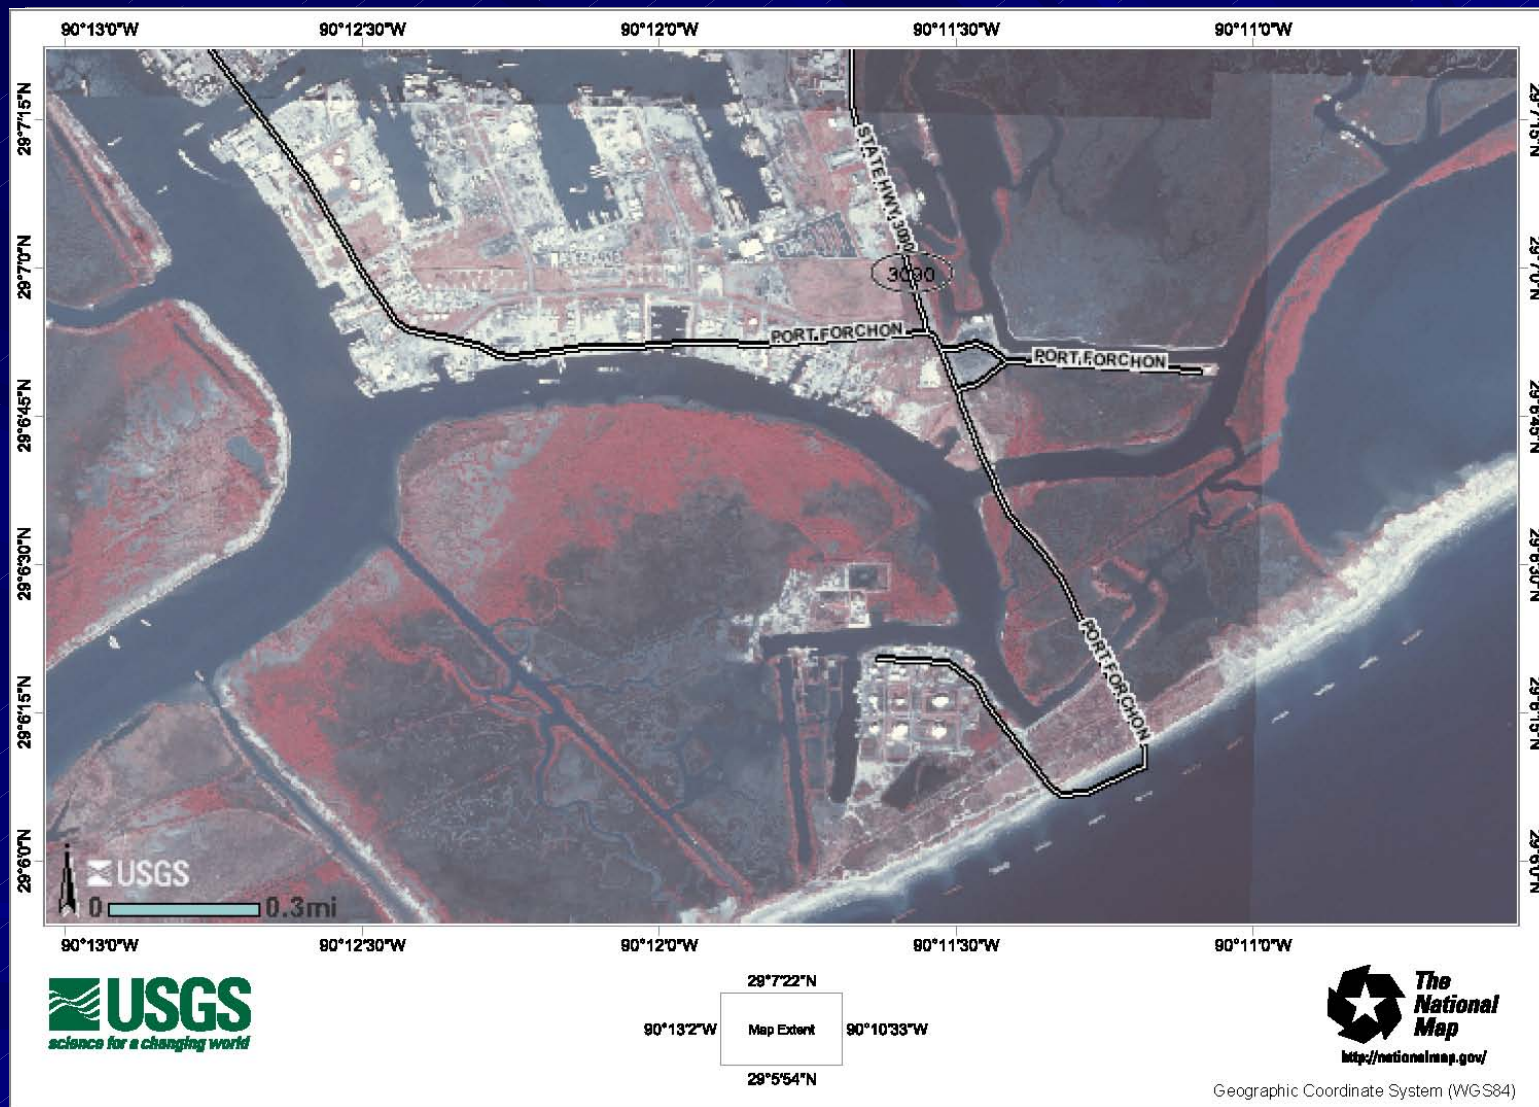 90°13'0"W 90°12'30"W 90°12'0"W 90°11'30"W 90°11'0"W
29°7'15"N 29°7'15"N
STATE HWY 3090
29°7'0"N 29°7'0"N
3090
PORT FORCHON
PORT FORCHON
29°6'45"N 29°6'45"N
29°6'30"N 29°6'30"N
PORT FORCHON
29°6'15"N 29°6'15"N
29°6'0"N 29°6'0"N
USGS
0 0.3mi
90°13'0"W 90°12'30"W 90°12'0"W 90°11'30"W 90°11'0"W
USGS
science for a changing world
29°7'22"N
90°13'2"W Map Extent 90°10'33"W
29°5'54"N
The
National
Map
http://nationalmap.gov/
Geographic Coordinate System (WGS84)